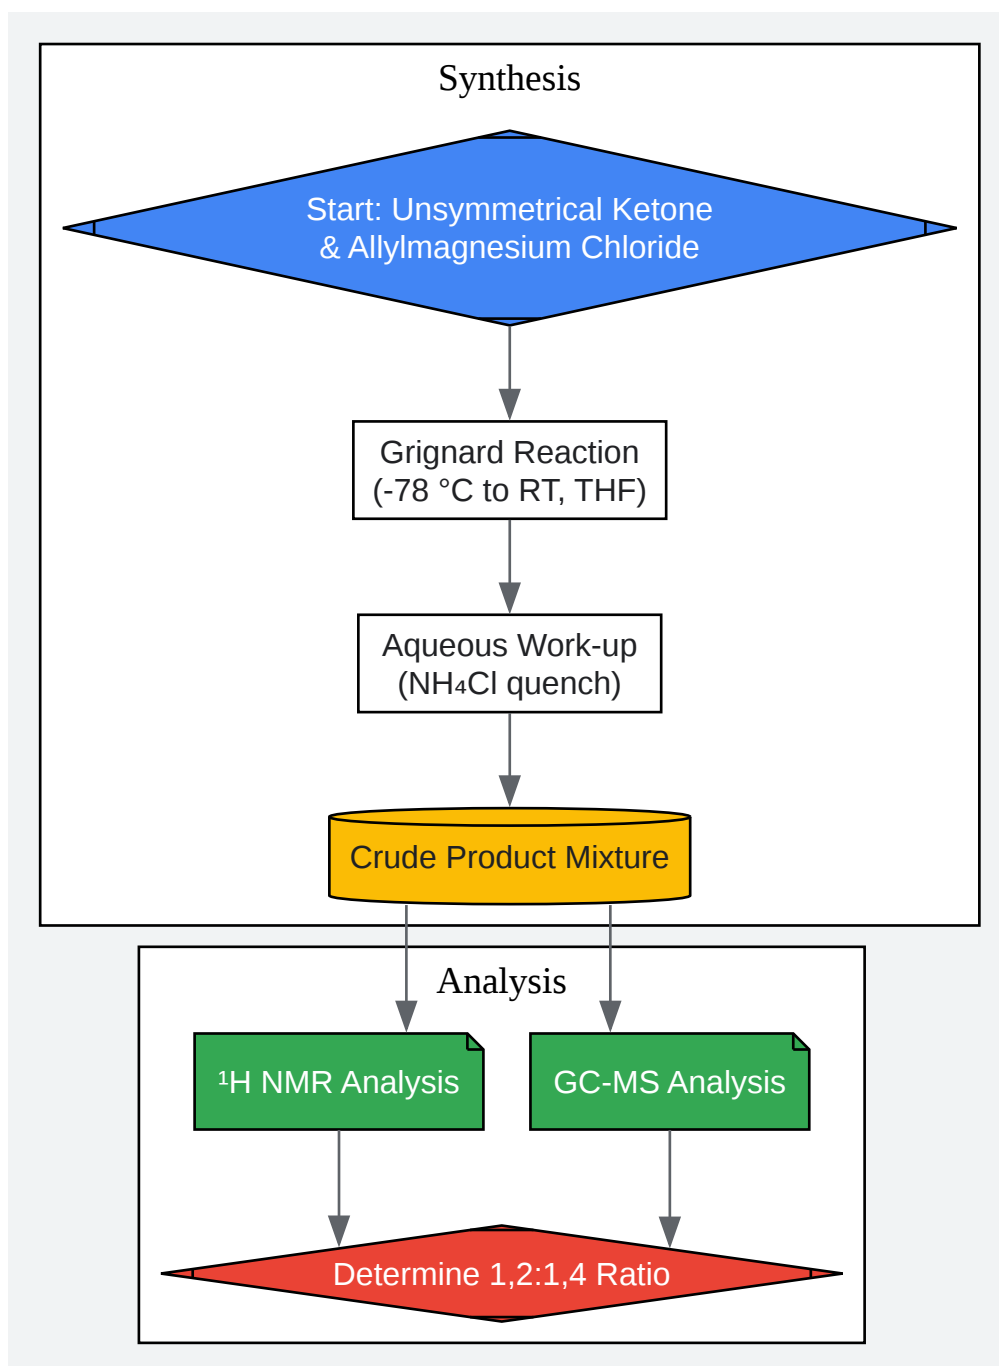 Synthesis
Start: Unsymmetrical Ketone
& Allylmagnesium Chloride
Grignard Reaction
(-78 °C to RT, THF)
Aqueous Work-up
(NH₄Cl quench)
Crude Product Mixture
Analysis
¹H NMR Analysis
GC-MS Analysis
Determine 1,2:1,4 Ratio